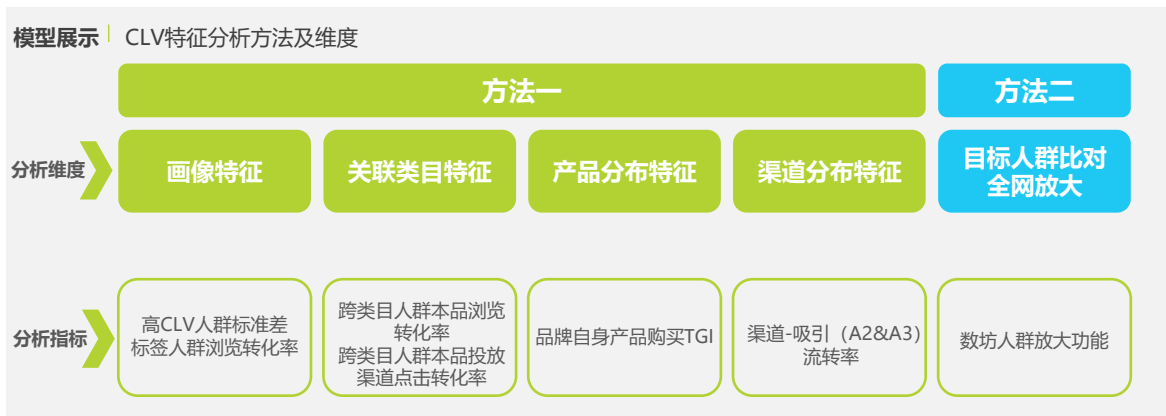 模型展示 CLV特征分析方法及维度
方法一
方法二
分析维度
画像特征
关联类目特征
产品分布特征
渠道分布特征
目标人群比对
全网放大
分析指标
高CLV人群标准差
标签人群浏览转化率
跨类目人群本品浏览
转化率
跨类目人群本品投放
渠道点击转化率
品牌自身产品购买TGI
渠道-吸引（A2&A3）
流转率
数坊人群放大功能